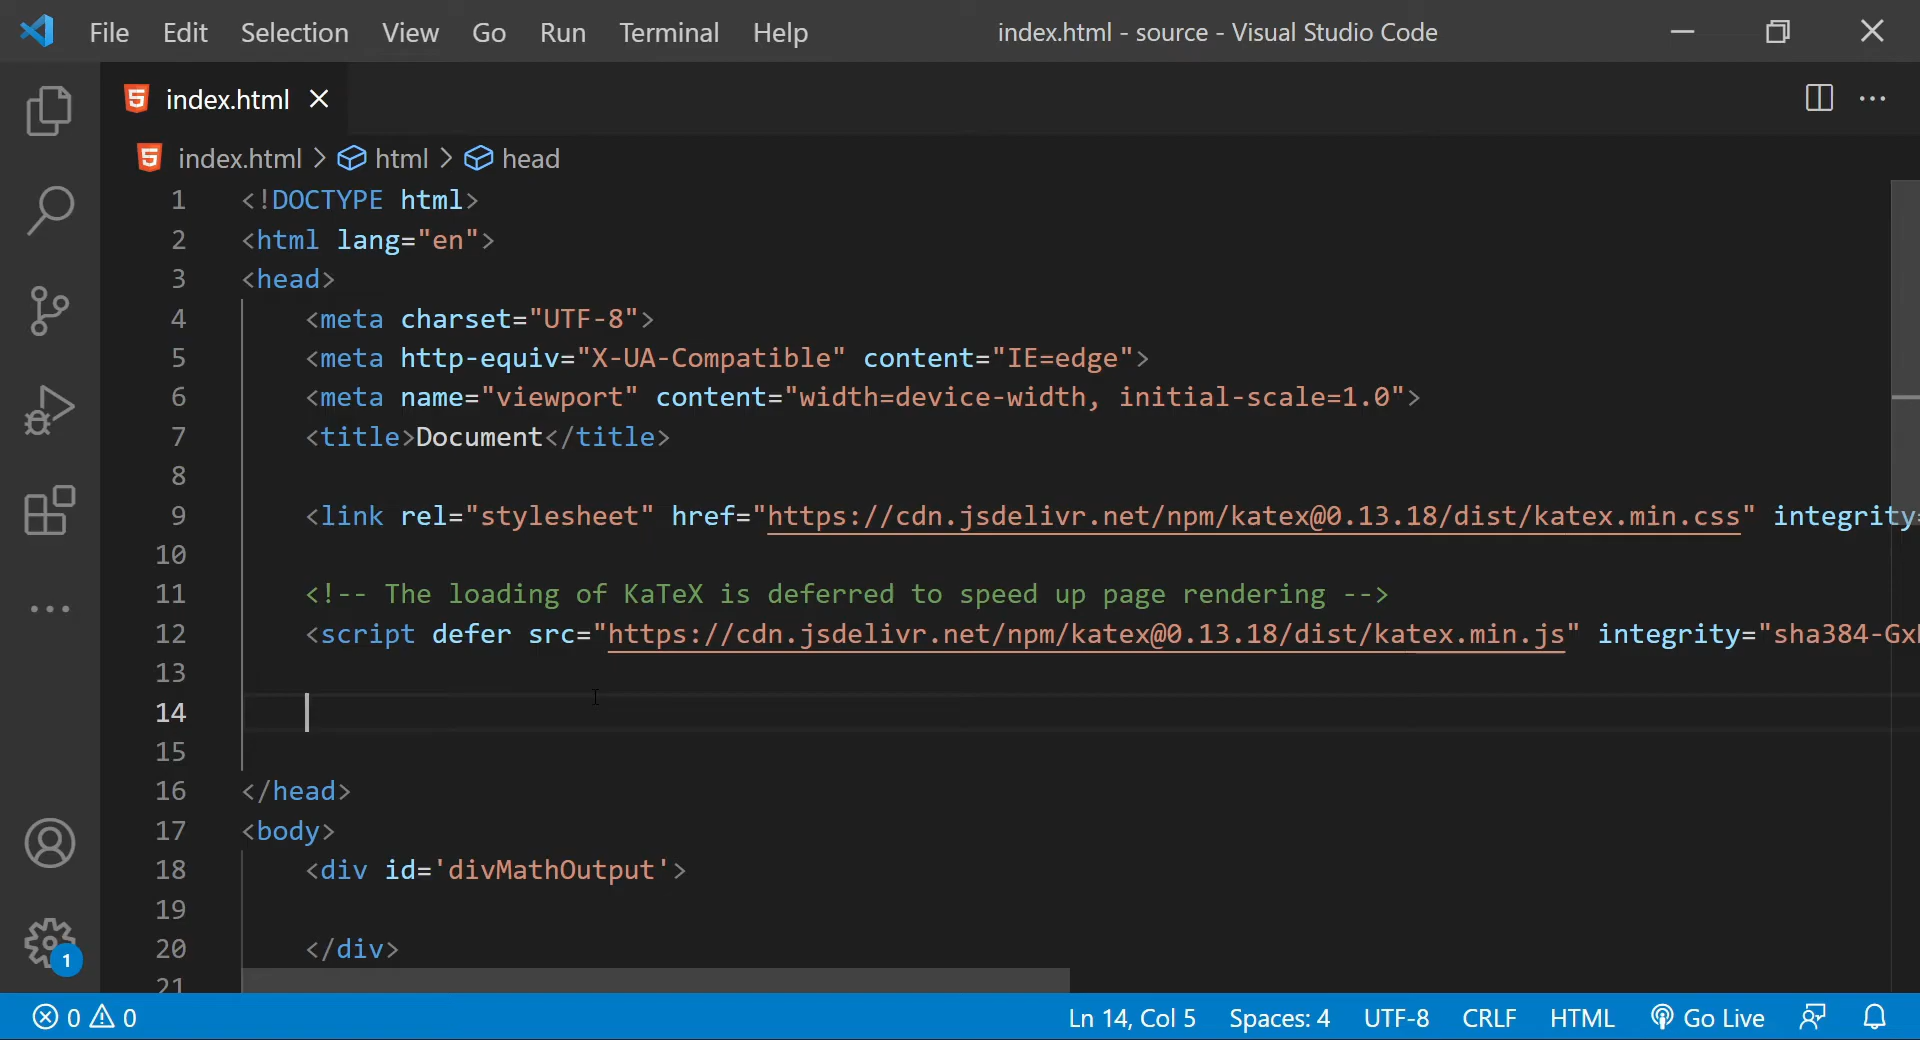 File Edit Selection View Go Run Terminal Help index.html - source - Visual Studio Code
index.html
index.html > html > head
1 <!DOCTYPE html>
2 <html lang="en">
3 <head>
4 <meta charset="UTF-8">
5 <meta http-equiv="X-UA-Compatible" content="IE=edge">
6 <meta name="viewport" content="width=device-width, initial-scale=1.0">
7 <title>Document</title>
8
9 <link rel="stylesheet" href="https://cdn.jsdelivr.net/npm/katex@0.13.18/dist/katex.min.css" integrity=
10
11 <!-- The loading of KaTeX is deferred to speed up page rendering -->
12 <script defer src="https://cdn.jsdelivr.net/npm/katex@0.13.18/dist/katex.min.js" integrity="sha384-Gx
13
14
15
16 </head>
17 <body>
18 <div id='divMathOutput'>
19
20 </div>
21
1
0 0 Ln 14, Col 5 Spaces: 4 UTF-8 CRLF HTML Go Live